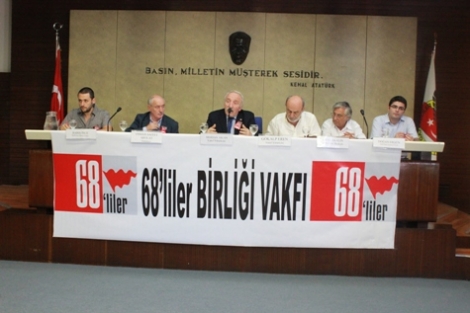 BASIN, MİLLETİN MÜŞTEREK SESİDİR.
KEMAL ATATÜRK
68'liler
68'liler BİRLİĞİ VAKFI
68'liler